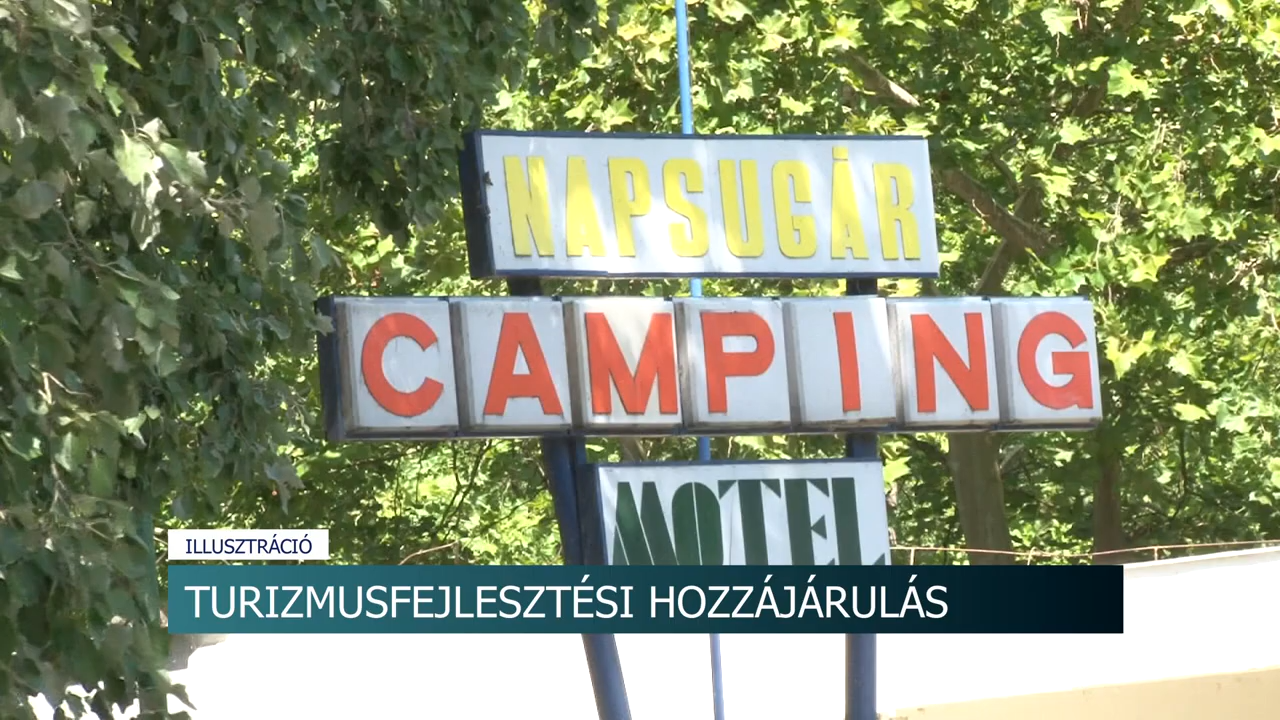 NAPSUGÁR
CAMPING
MOTEL
ILLUSZTRÁCIÓ
TURIZMUSFEJLESZTÉSI HOZZÁJÁRULÁS